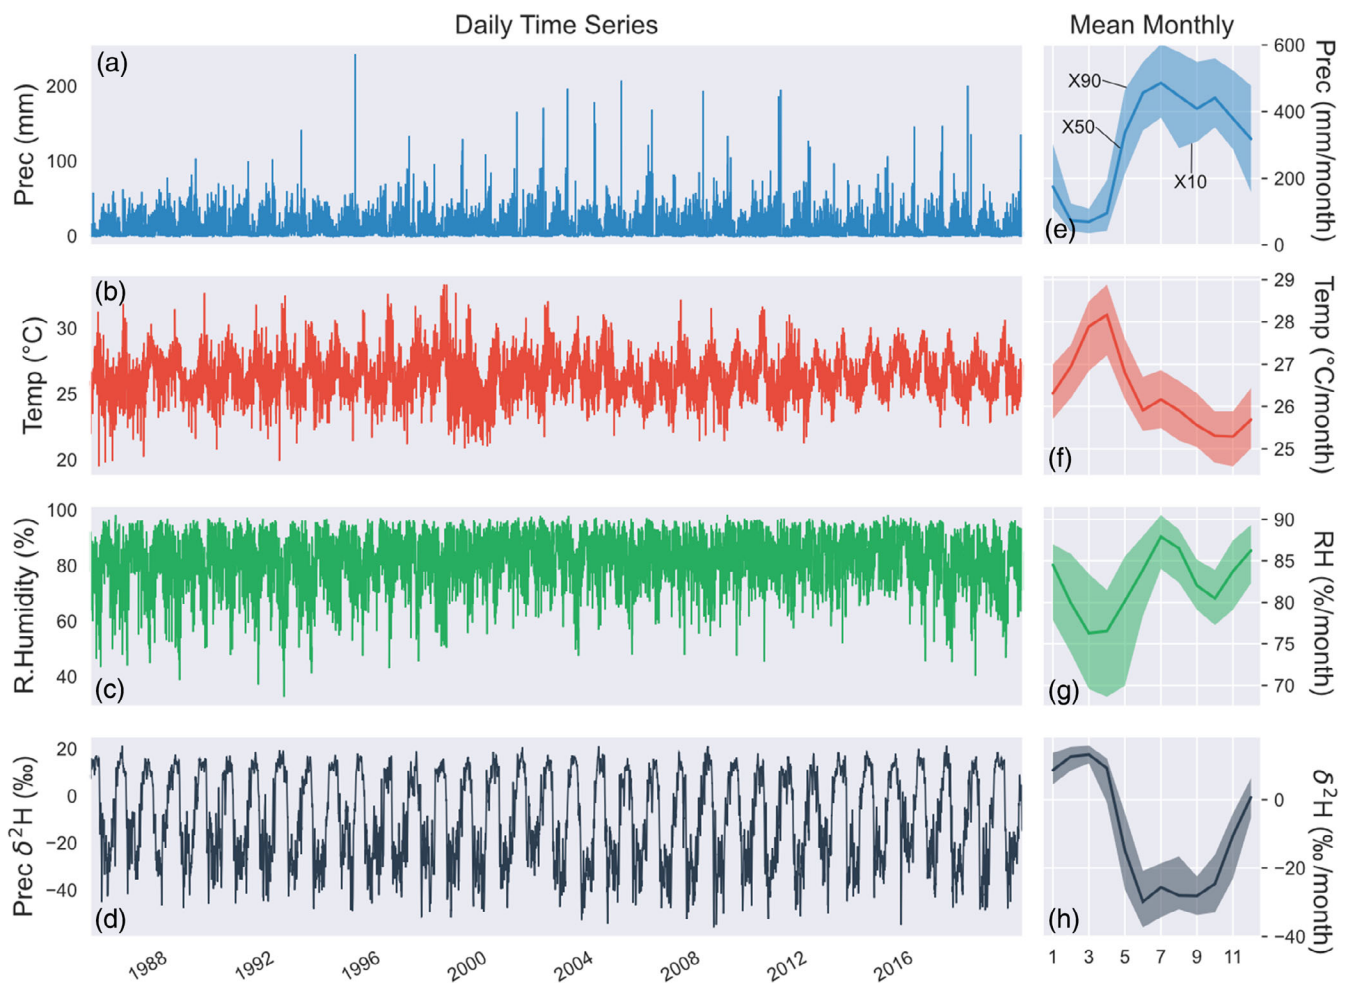 Daily Time Series
Mean Monthly
(a)
Prec (mm)
200
100
0
X90
X50
X10
(e)
600
400
200
0
Prec (mm/month)
(b)
Temp (°C)
30
25
20
(f)
29
28
27
26
25
Temp (°C/month)
(c)
R.Humidity (%)
100
80
60
40
(g)
90
85
80
75
70
RH (%/month)
(d)
Prec δ²H (‰)
20
0
−20
−40
(h)
0
−20
−40
δ²H (‰/month)
1988 1992 1996 2000 2004 2008 2012 2016
1 3 5 7 9 11